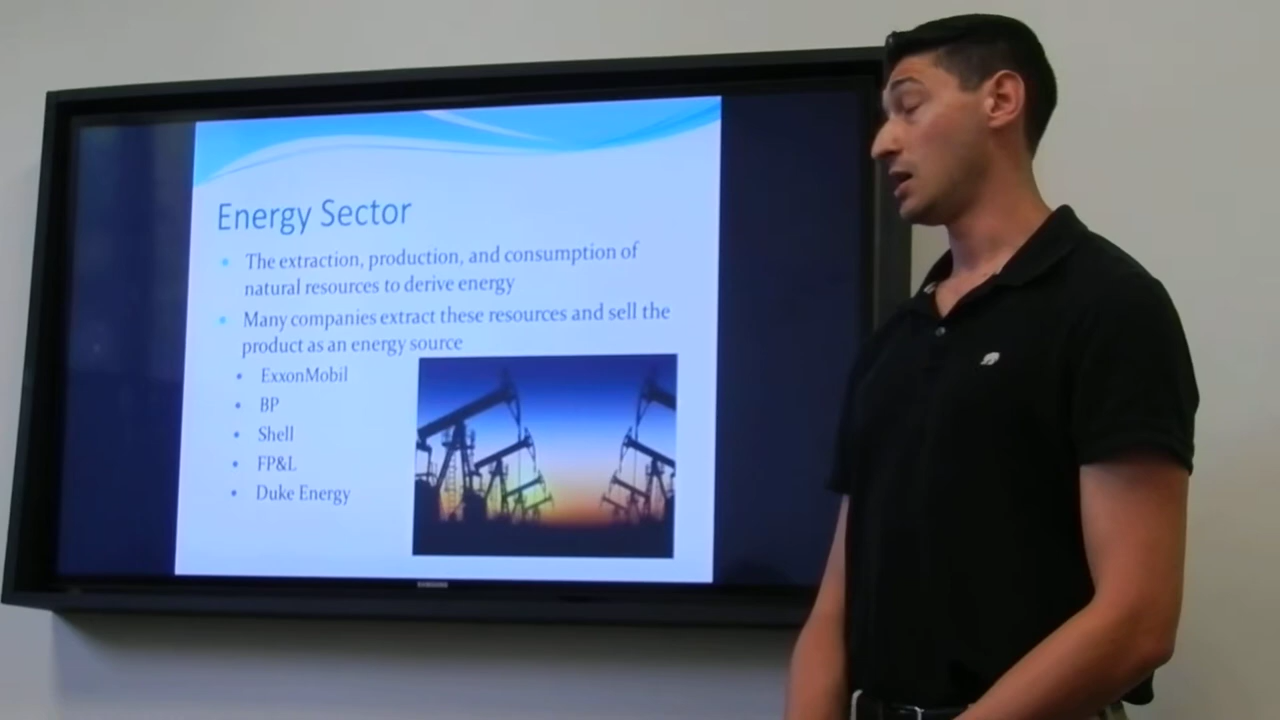 Energy Sector
The extraction, production, and consumption of
natural resources to derive energy
Many companies extract these resources and sell the
product as an energy source
ExxonMobil
BP
Shell
FP&L
Duke Energy
SAMSUNG